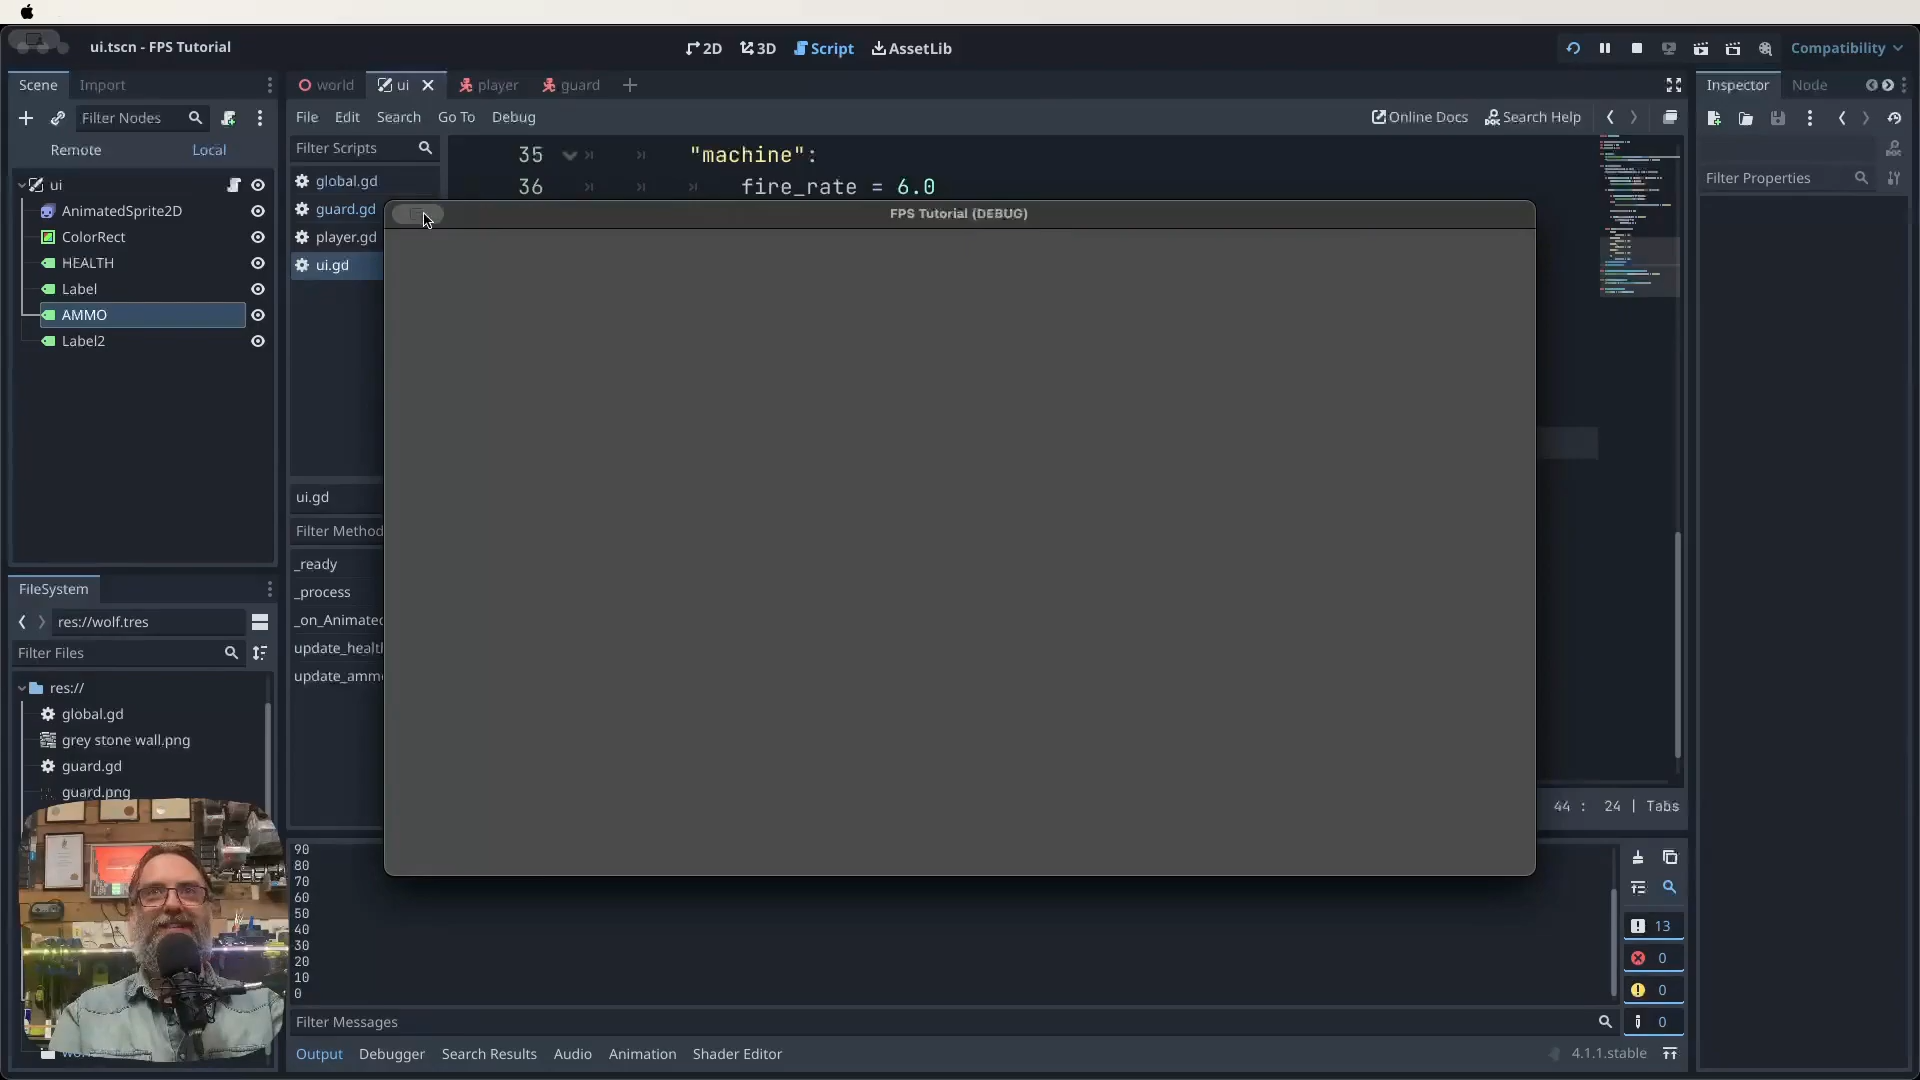 ui.tscn - FPS Tutorial
2D
3D
Script
AssetLib
Compatibility
Scene
Import
Filter Nodes
Remote
Local
ui
AnimatedSprite2D
ColorRect
HEALTH
Label
AMMO
Label2
FileSystem
res://wolf.tres
Filter Files
res://
global.gd
grey stone wall.png
guard.gd
guard.png
world
ui
player
guard
File
Edit
Search
Go To
Debug
Online Docs
Search Help
Filter Scripts
global.gd
guard.gd
player.gd
ui.gd
ui.gd
Filter Method
_ready
_process
_on_Animated
update_health
update_ammo
35 "machine":
36 fire_rate = 6.0
FPS Tutorial (DEBUG)
44 : 24 | Tabs
90
80
70
60
50
40
30
20
10
0
13
0
0
0
Filter Messages
Output
Debugger
Search Results
Audio
Animation
Shader Editor
4.1.1.stable
Inspector
Node
Filter Properties